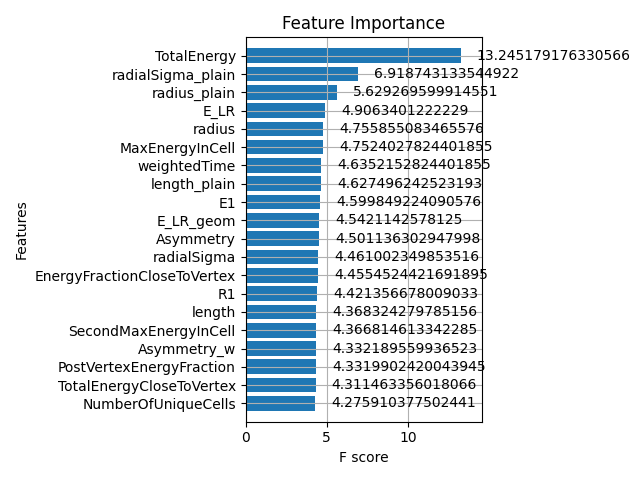 Feature Importance
TotalEnergy 13.245179176330566
radialSigma_plain 6.918743133544922
radius_plain 5.629269599914551
E_LR 4.9063401222229
radius 4.755855083465576
MaxEnergyInCell 4.7524027824401855
weightedTime 4.6352152824401855
length_plain 4.627496242523193
E1 4.599849224090576
E_LR_geom 4.5421142578125
Asymmetry 4.501136302947998
radialSigma 4.461002349853516
EnergyFractionCloseToVertex 4.4554524421691895
R1 4.421356678009033
length 4.368324279785156
SecondMaxEnergyInCell 4.366814613342285
Asymmetry_w 4.332189559936523
PostVertexEnergyFraction 4.3319902420043945
TotalEnergyCloseToVertex 4.311463356018066
NumberOfUniqueCells 4.275910377502441
Features
0 5 10
F score